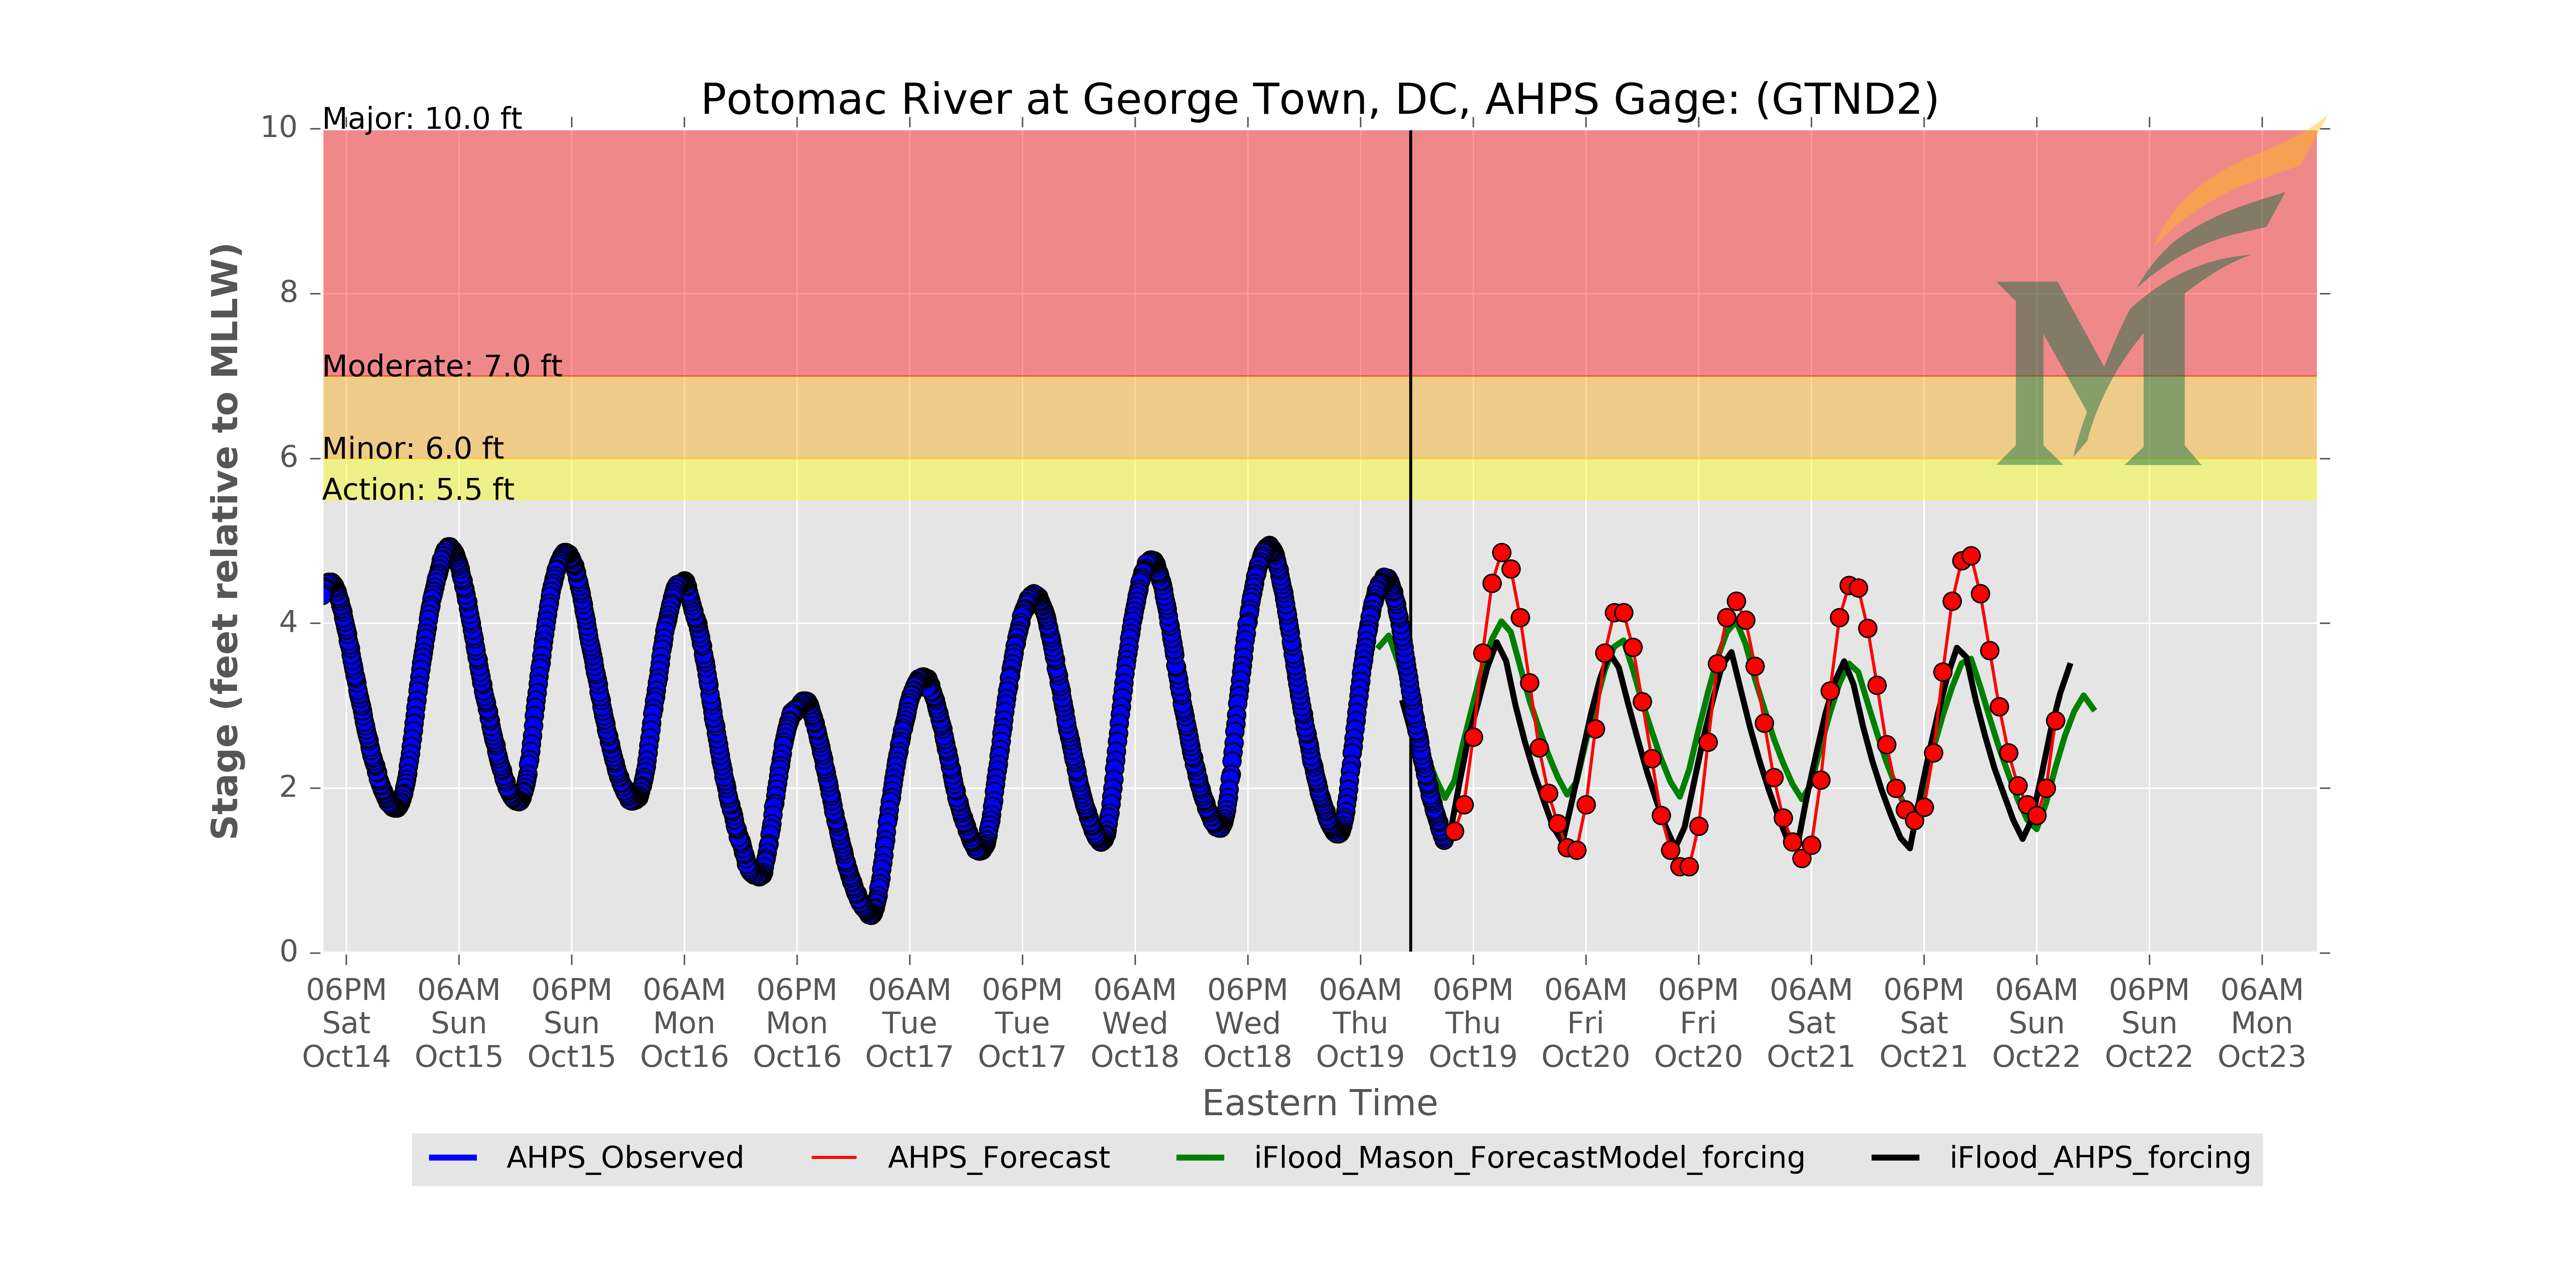 Potomac River at George Town, DC, AHPS Gage: (GTND2)
Major: 10.0 ft
Moderate: 7.0 ft
Minor: 6.0 ft
Action: 5.5 ft
10
8
6
4
2
0
Stage (feet relative to MLLW)
06PM 06AM 06PM 06AM 06PM 06AM 06PM 06AM 06PM 06AM 06PM 06AM 06PM 06AM 06PM 06AM 06PM 06AM
Sat Sun Sun Mon Mon Tue Tue Wed Wed Thu Thu Fri Fri Sat Sat Sun Sun Mon
Oct14 Oct15 Oct15 Oct16 Oct16 Oct17 Oct17 Oct18 Oct18 Oct19 Oct19 Oct20 Oct20 Oct21 Oct21 Oct22 Oct22 Oct23
Eastern Time
AHPS_Observed AHPS_Forecast iFlood_Mason_ForecastModel_forcing iFlood_AHPS_forcing